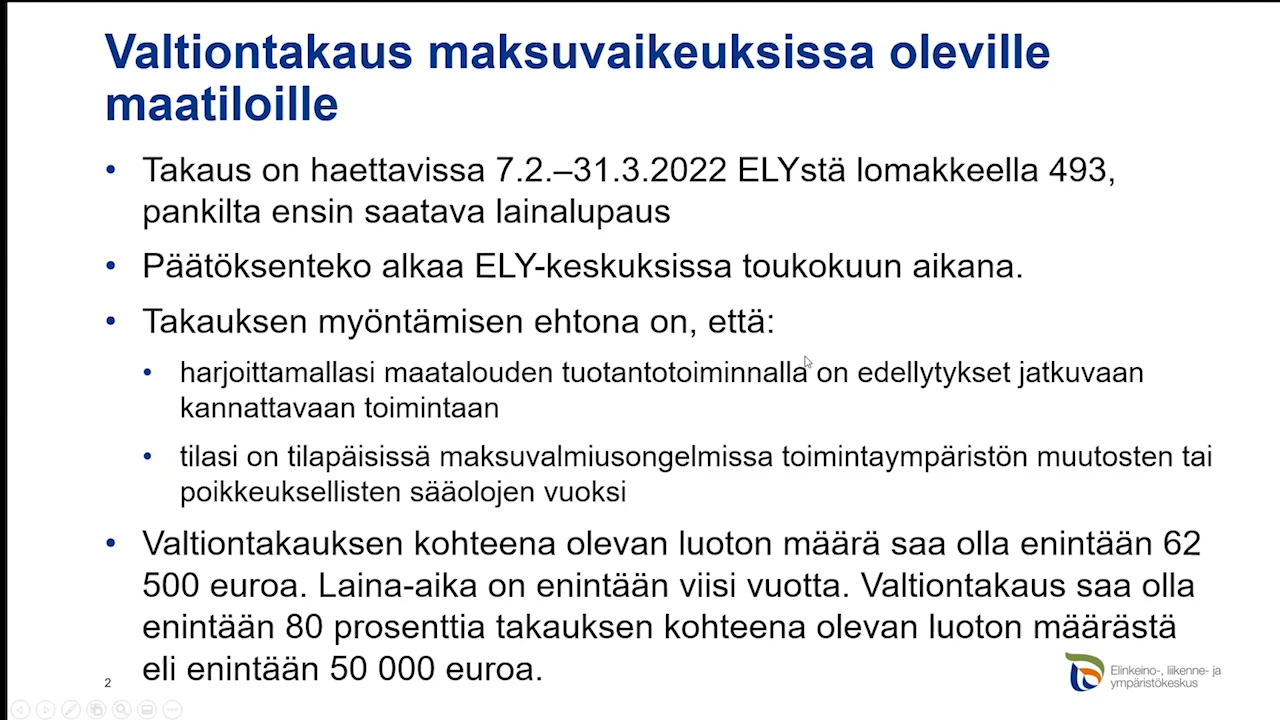 Valtiontakaus maksuvaikeuksissa oleville
maatiloille
• Takaus on haettavissa 7.2.–31.3.2022 ELYstä lomakkeella 493,
pankilta ensin saatava lainalupaus
• Päätöksenteko alkaa ELY-keskuksissa toukokuun aikana.
• Takauksen myöntämisen ehtona on, että:
• harjoittamallasi maatalouden tuotantotoiminnalla on edellytykset jatkuvaan
kannattavaan toimintaan
• tilasi on tilapäisissä maksuvalmiusongelmissa toimintaympäristön muutosten tai
poikkeuksellisten sääolojen vuoksi
• Valtiontakauksen kohteena olevan luoton määrä saa olla enintään 62
500 euroa. Laina-aika on enintään viisi vuotta. Valtiontakaus saa olla
enintään 80 prosenttia takauksen kohteena olevan luoton määrästä
eli enintään 50 000 euroa.
2
Elinkeino-, liikenne- ja
ympäristökeskus